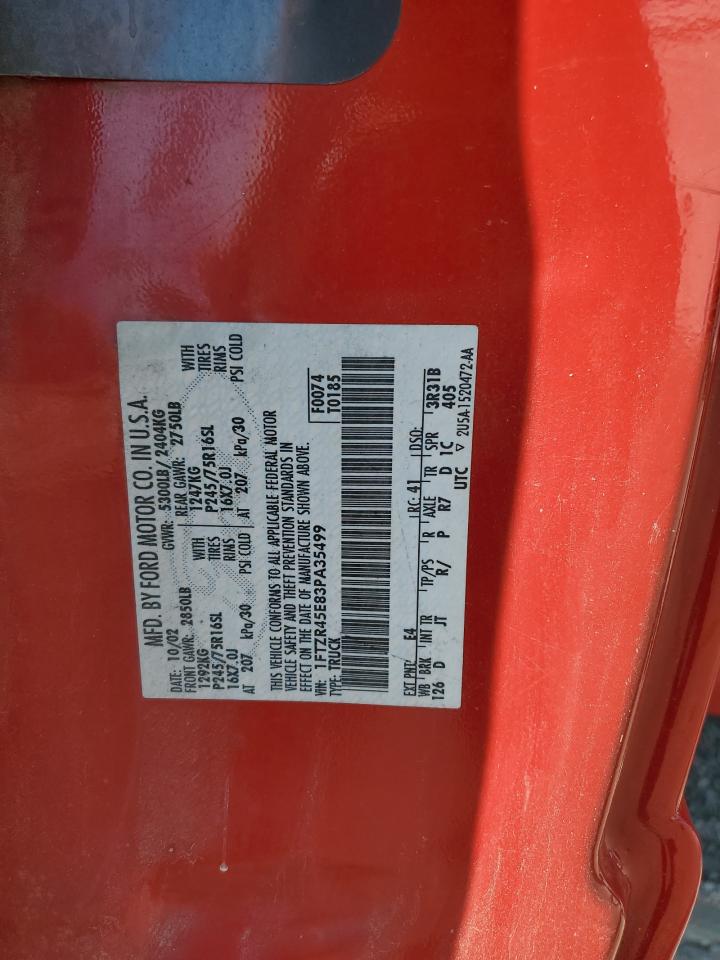 MFD. BY FORD MOTOR CO. IN U.S.A.
DATE: 10/02 GVWR: 5300LB/ 2404KG
FRONT GAWR: 2850LB REAR GAWR: 2750LB
1292KG WITH 1247KG WITH
P245/75R16SL TIRES P245/75R16SL TIRES
16X7.0J RIMS 16X7.0J RIMS
AT 207 kPa/30 PSI COLD AT 207 kPa/30 PSI COLD
THIS VEHICLE CONFORMS TO ALL APPLICABLE FEDERAL MOTOR
VEHICLE SAFETY AND THEFT PREVENTION STANDARDS IN
EFFECT ON THE DATE OF MANUFACTURE SHOWN ABOVE.
VIN: 1FTZR45E83PA35499 F0074
TYPE: TRUCK T0185
EXT PNT: E4 RC: 41 DSO: 3R31B
WB BRK INT TR TP/PS R AXLE TR SPR 405
126 D JT R/ P R7 D 1C
UTC 2U5A-1520472-AA